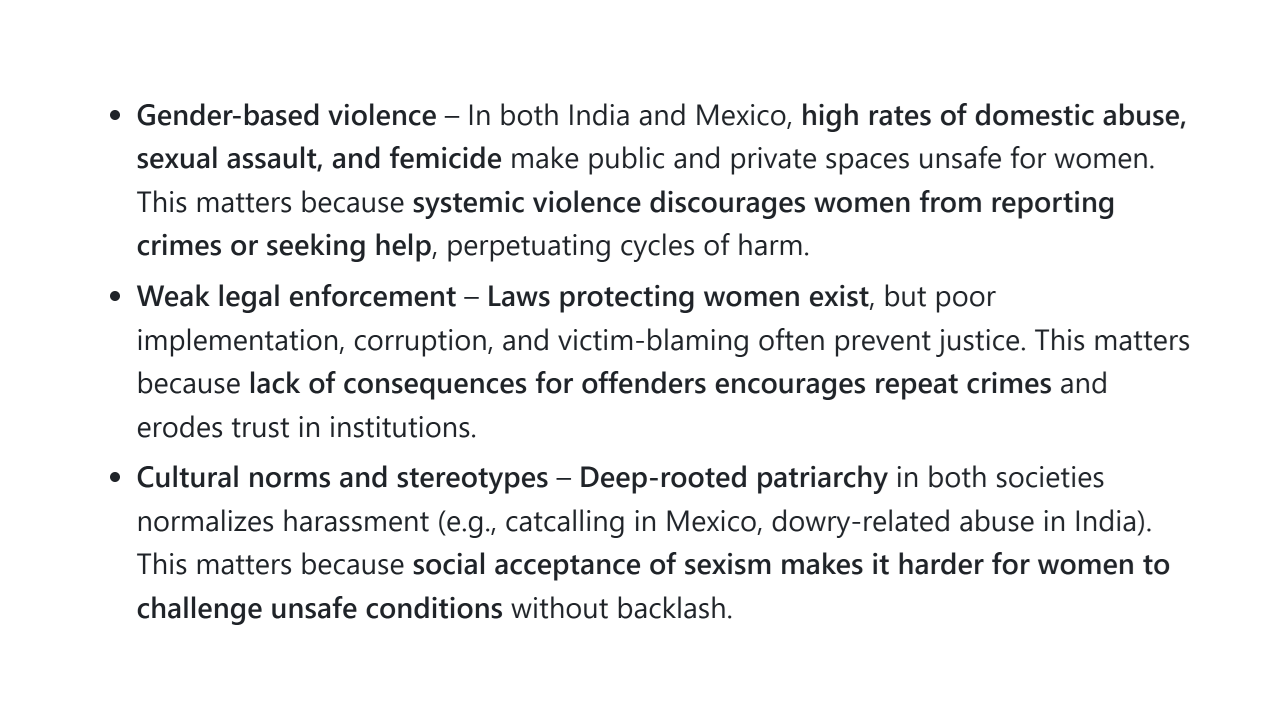 • Gender-based violence – In both India and Mexico, high rates of domestic abuse,
sexual assault, and femicide make public and private spaces unsafe for women.
This matters because systemic violence discourages women from reporting
crimes or seeking help, perpetuating cycles of harm.
• Weak legal enforcement – Laws protecting women exist, but poor
implementation, corruption, and victim-blaming often prevent justice. This matters
because lack of consequences for offenders encourages repeat crimes and
erodes trust in institutions.
• Cultural norms and stereotypes – Deep-rooted patriarchy in both societies
normalizes harassment (e.g., catcalling in Mexico, dowry-related abuse in India).
This matters because social acceptance of sexism makes it harder for women to
challenge unsafe conditions without backlash.